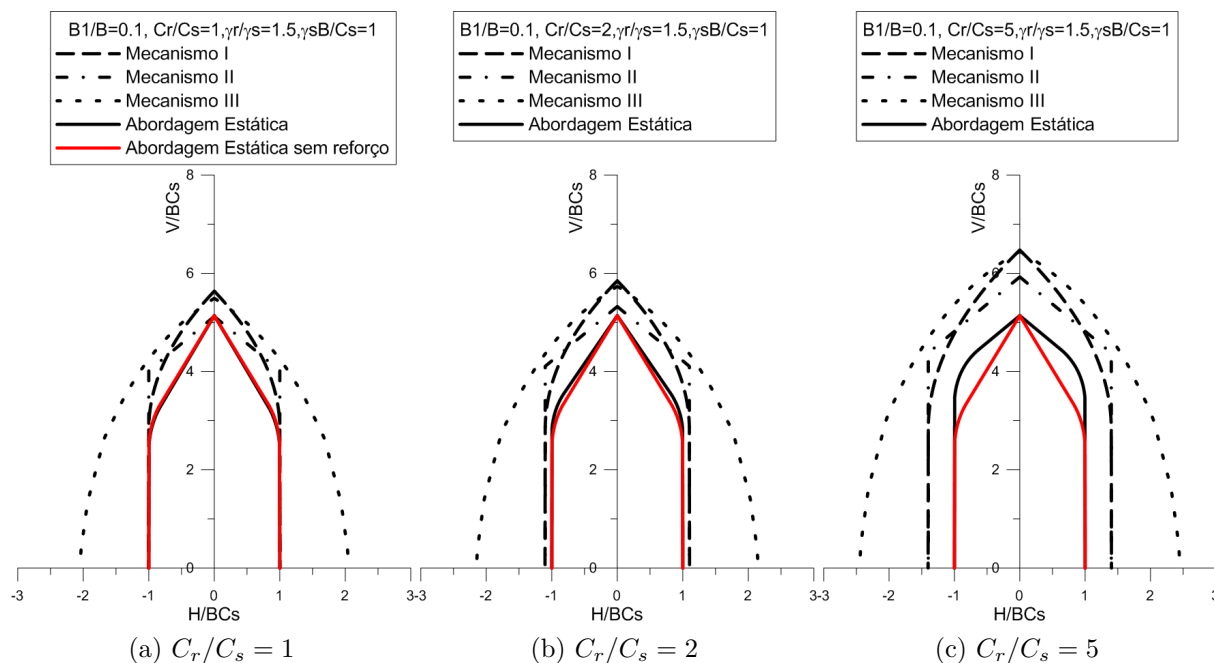 B1/B=0.1, Cr/Cs=1,γr/γs=1.5,γsB/Cs=1
Mecanismo I
Mecanismo II
Mecanismo III
Abordagem Estática
Abordagem Estática sem reforço
V/BCs
8
6
4
2
0
-3
-2
-1
0
1
2
3
H/BCs
(a) Cr/Cs = 1
B1/B=0.1, Cr/Cs=2,γr/γs=1.5,γsB/Cs=1
Mecanismo I
Mecanismo II
Mecanismo III
Abordagem Estática
V/BCs
8
6
4
2
0
-3
-2
-1
0
1
2
3
H/BCs
(b) Cr/Cs = 2
B1/B=0.1, Cr/Cs=5,γr/γs=1.5,γsB/Cs=1
Mecanismo I
Mecanismo II
Mecanismo III
Abordagem Estática
V/BCs
8
6
4
2
0
-3
-2
-1
0
1
2
3
H/BCs
(c) Cr/Cs = 5